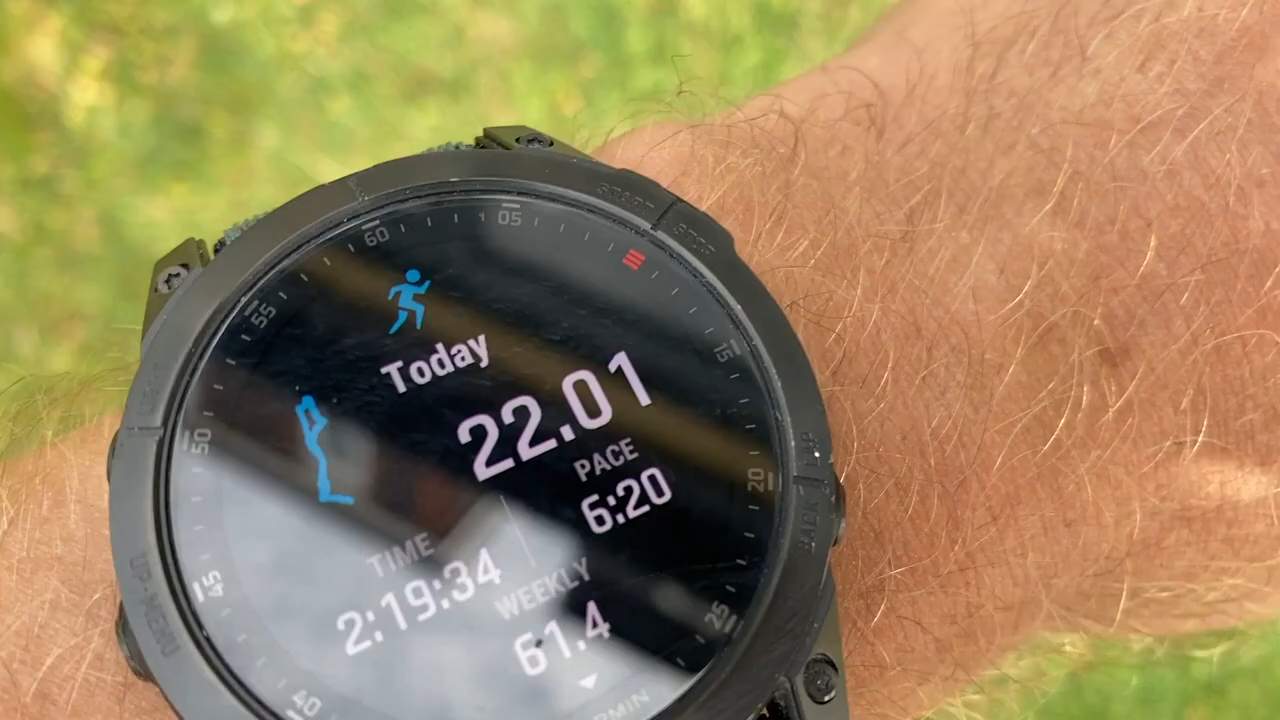 START
STOP
60
05
55
15
Today
22.01
50
PACE
6:20
20
LAP
BACK
TIME
2:19:34
WEEKLY
61.4
45
25
UP·MENU
40